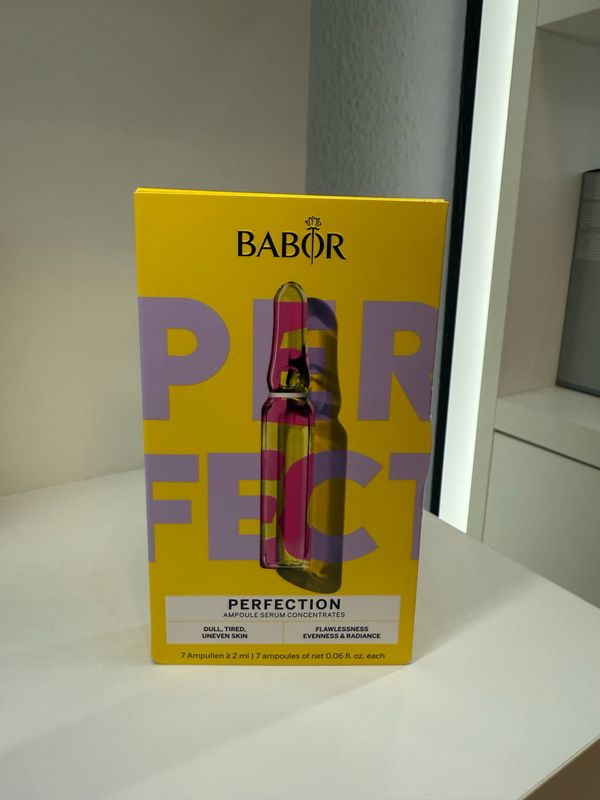 BABOR
PER
FECT
PERFECTION
AMPOULE SERUM CONCENTRATES
DULL, TIRED,
UNEVEN SKIN
FLAWLESSNESS
EVENNESS & RADIANCE
7 Ampullen à 2 ml | 7 ampoules of net 0.06 fl. oz. each